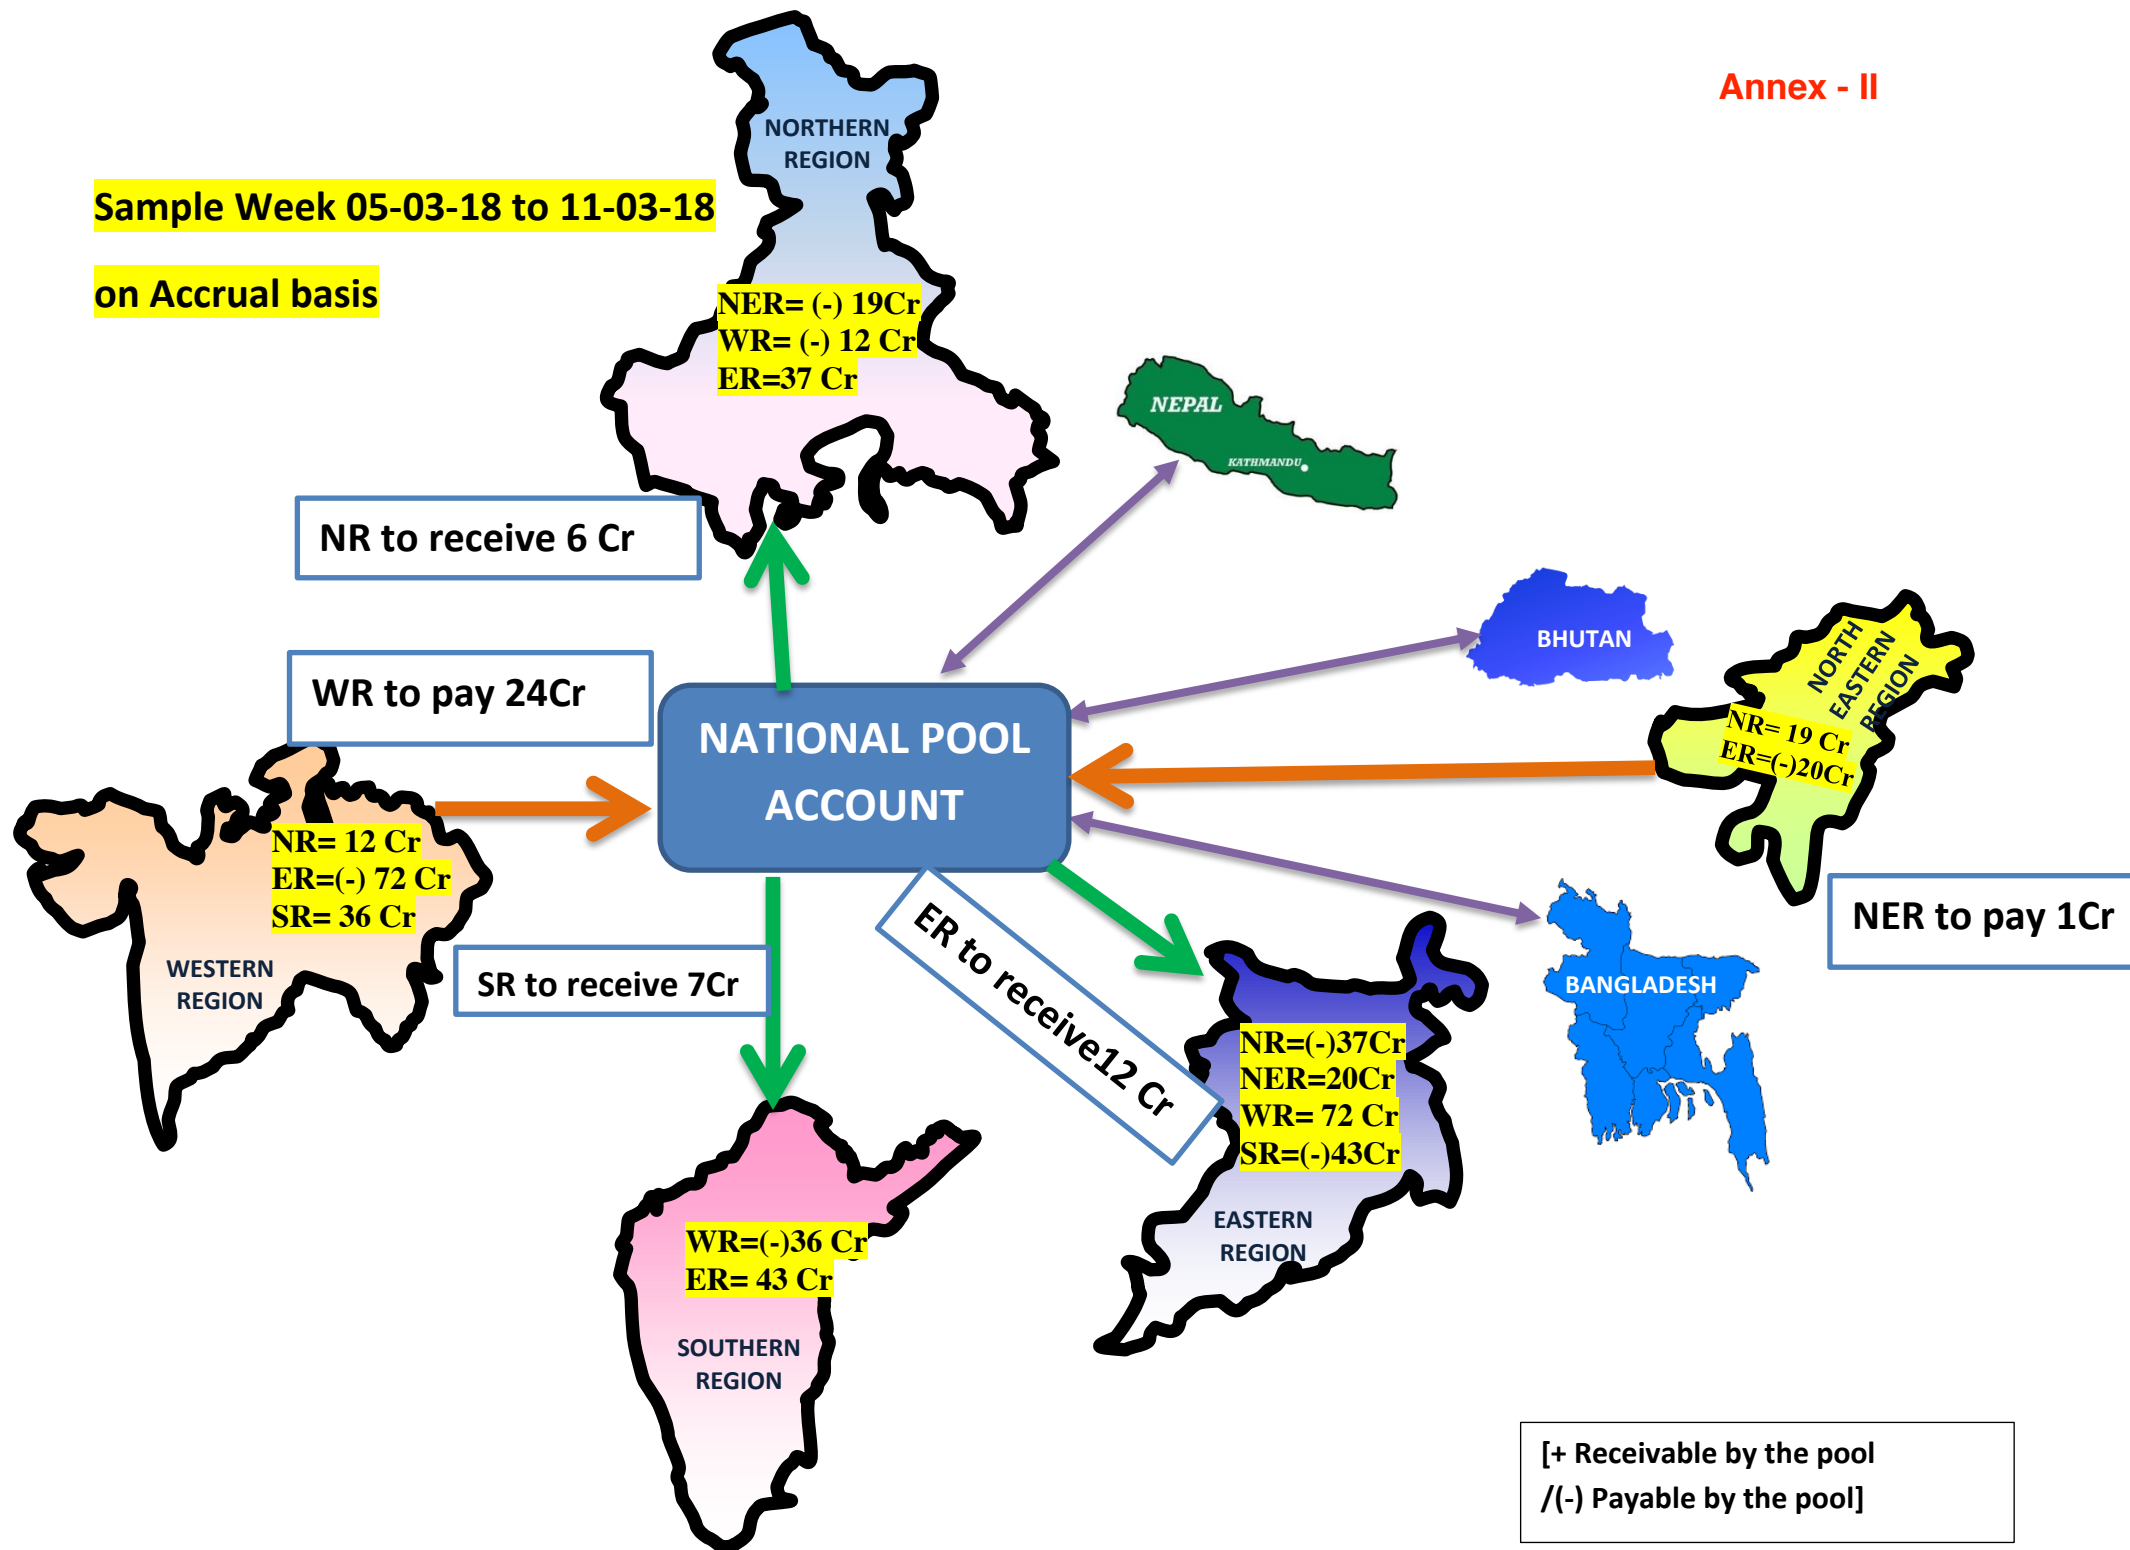 Annex - II
Sample Week 05-03-18 to 11-03-18
on Accrual basis
NORTHERN
REGION
NER= (-) 19Cr
WR= (-) 12 Cr
ER=37 Cr
NEPAL
KATHMANDU
NR to receive 6 Cr
BHUTAN
NORTH
EASTERN
REGION
NR= 19 Cr
ER=(-)20Cr
WR to pay 24Cr
NATIONAL POOL
ACCOUNT
NR= 12 Cr
ER=(-) 72 Cr
SR= 36 Cr
WESTERN
REGION
SR to receive 7Cr
ER to receive12 Cr
NER to pay 1Cr
BANGLADESH
NR=(-)37Cr
NER=20Cr
WR= 72 Cr
SR=(-)43Cr
EASTERN
REGION
WR=(-)36 Cr
ER= 43 Cr
SOUTHERN
REGION
[+ Receivable by the pool
/(-) Payable by the pool]